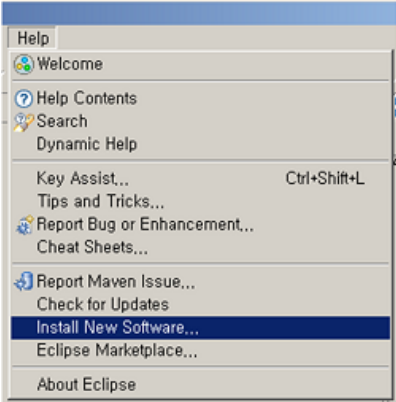 Help
Welcome
Help Contents
Search
Dynamic Help
Key Assist... Ctrl+Shift+L
Tips and Tricks...
Report Bug or Enhancement...
Cheat Sheets...
Report Maven Issue...
Check for Updates
Install New Software...
Eclipse Marketplace...
About Eclipse